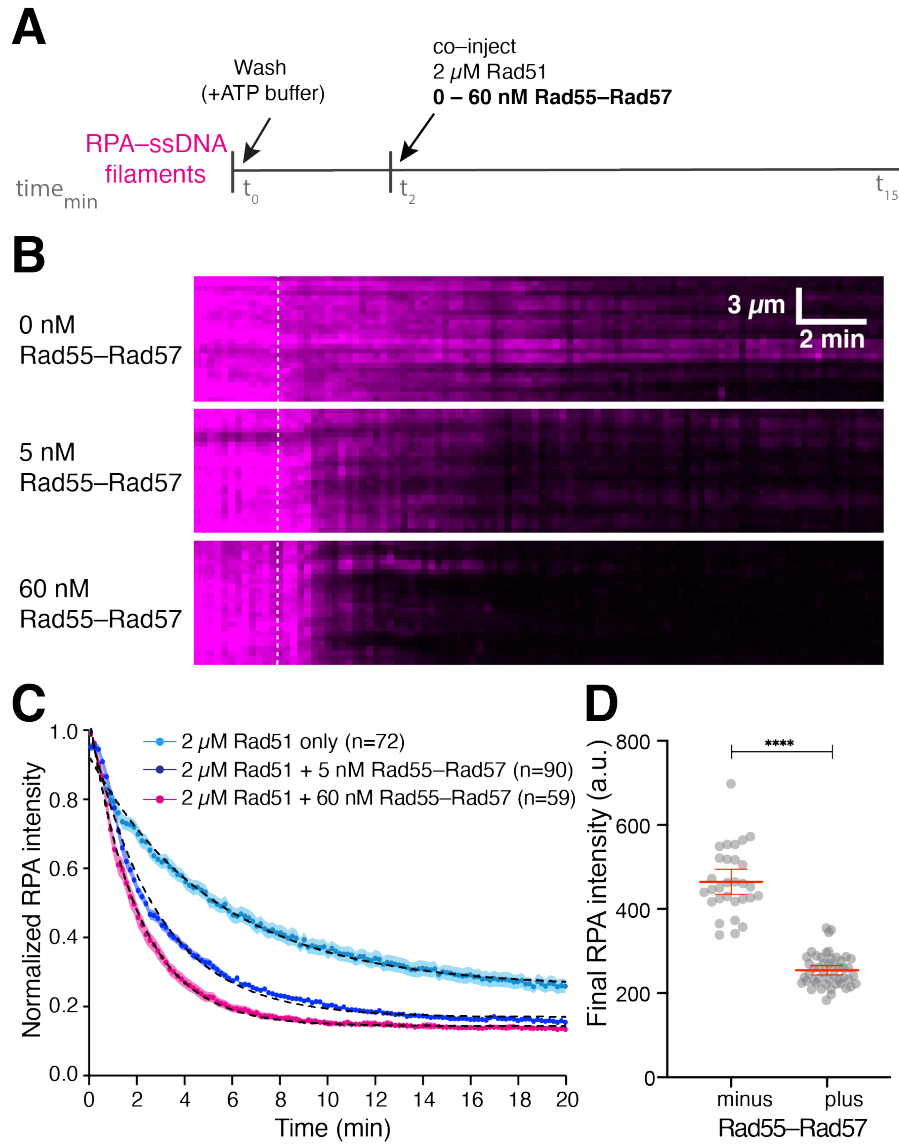 A
Wash
(+ATP buffer)
co–inject
2 µM Rad51
0 – 60 nM Rad55–Rad57
RPA–ssDNA
filaments
time min
t0
t2
t15
B
0 nM
Rad55–Rad57
3 µm
2 min
5 nM
Rad55–Rad57
60 nM
Rad55–Rad57
C
Normalized RPA intensity
1.0
0.8
0.6
0.4
0.2
0.0
2 µM Rad51 only (n=72)
2 µM Rad51 + 5 nM Rad55–Rad57 (n=90)
2 µM Rad51 + 60 nM Rad55–Rad57 (n=59)
0 2 4 6 8 10 12 14 16 18 20
Time (min)
D
Final RPA intensity (a.u.)
800
600
400
200
0
****
minus plus
Rad55–Rad57